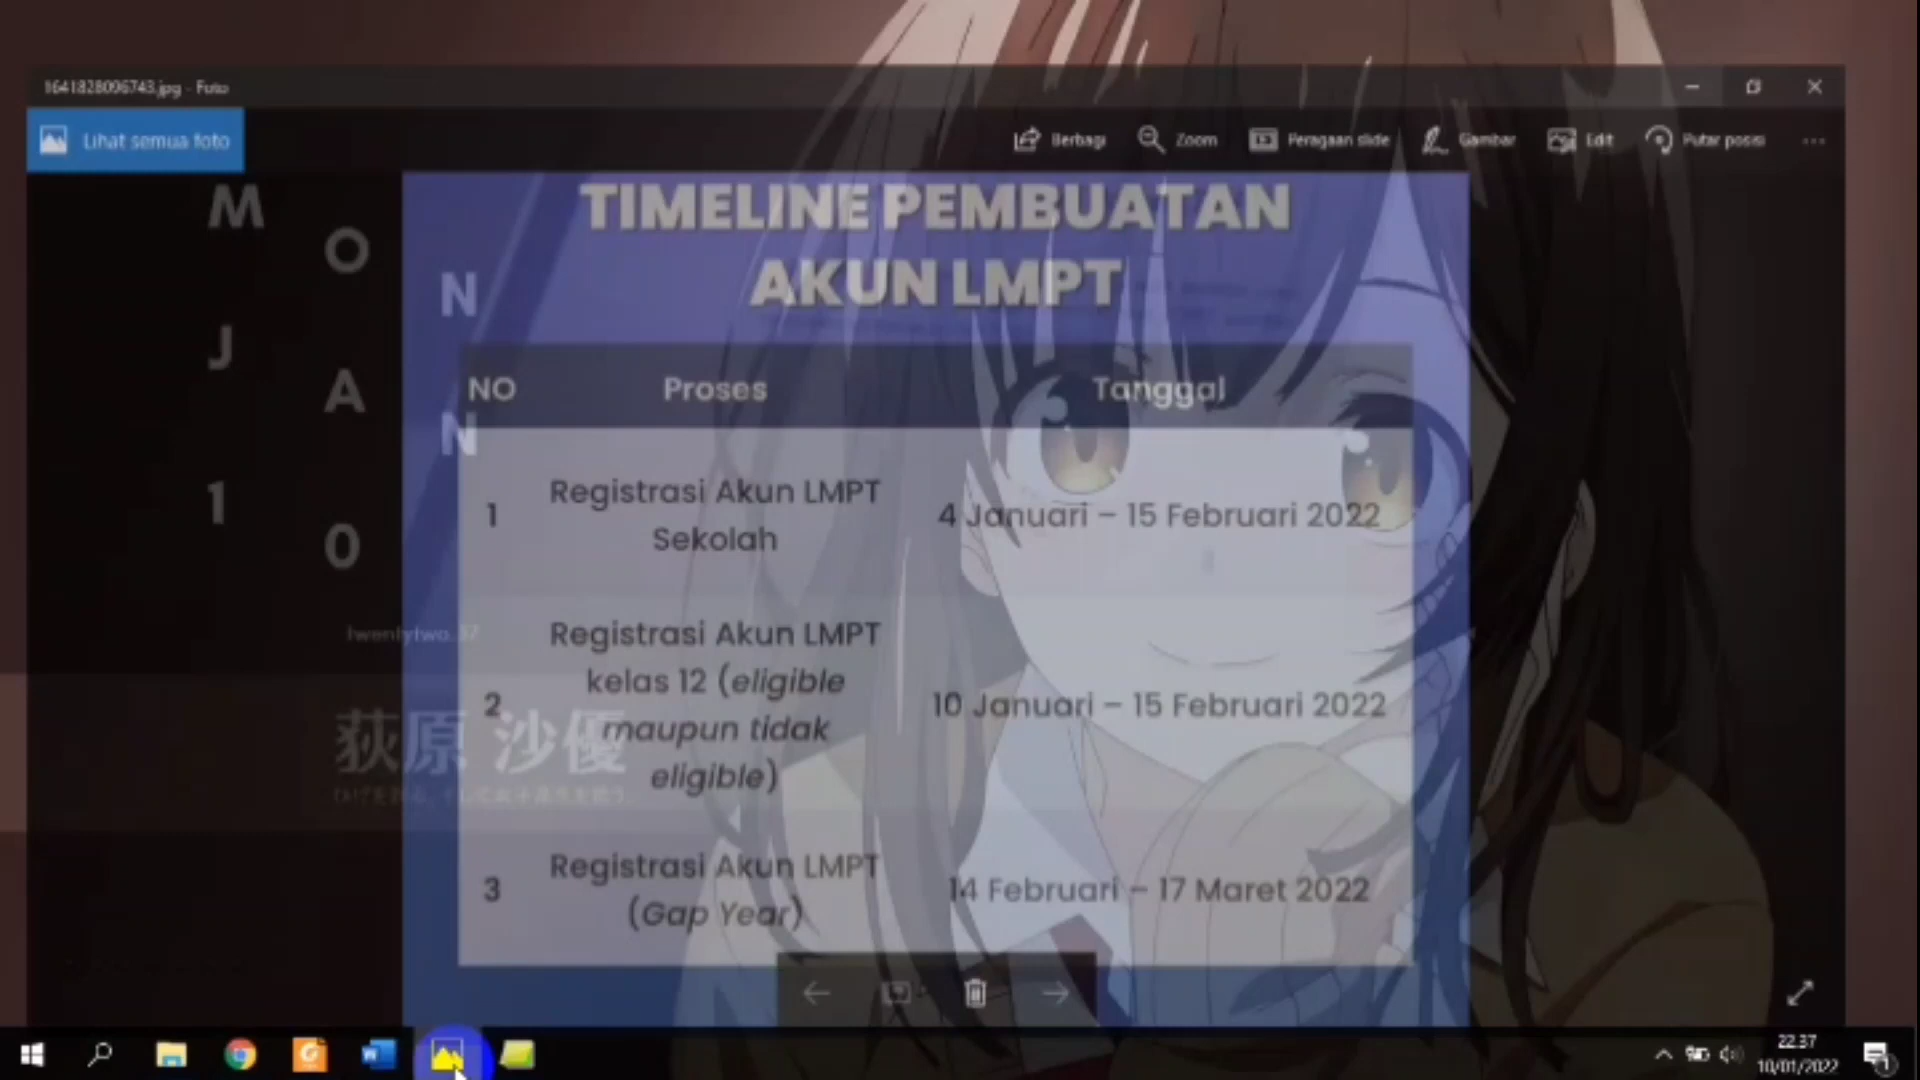 1641828096743.jpg - Foto
Lihat semua foto
Berbagi
Zoom
Peragaan slide
Gambar
Edit
Putar posisi
TIMELINE PEMBUATAN
AKUN LMPT
M
O
N
J
A
N
1
0
NO Proses Tanggal
1 Registrasi Akun LMPT
Sekolah
4 Januari – 15 Februari 2022
twentytwo.37
2 Registrasi Akun LMPT
kelas 12 (eligible
maupun tidak
eligible)
10 Januari – 15 Februari 2022
荻原 沙優
3 Registrasi Akun LMPT
(Gap Year)
14 Februari – 17 Maret 2022
22.37
10/01/2022